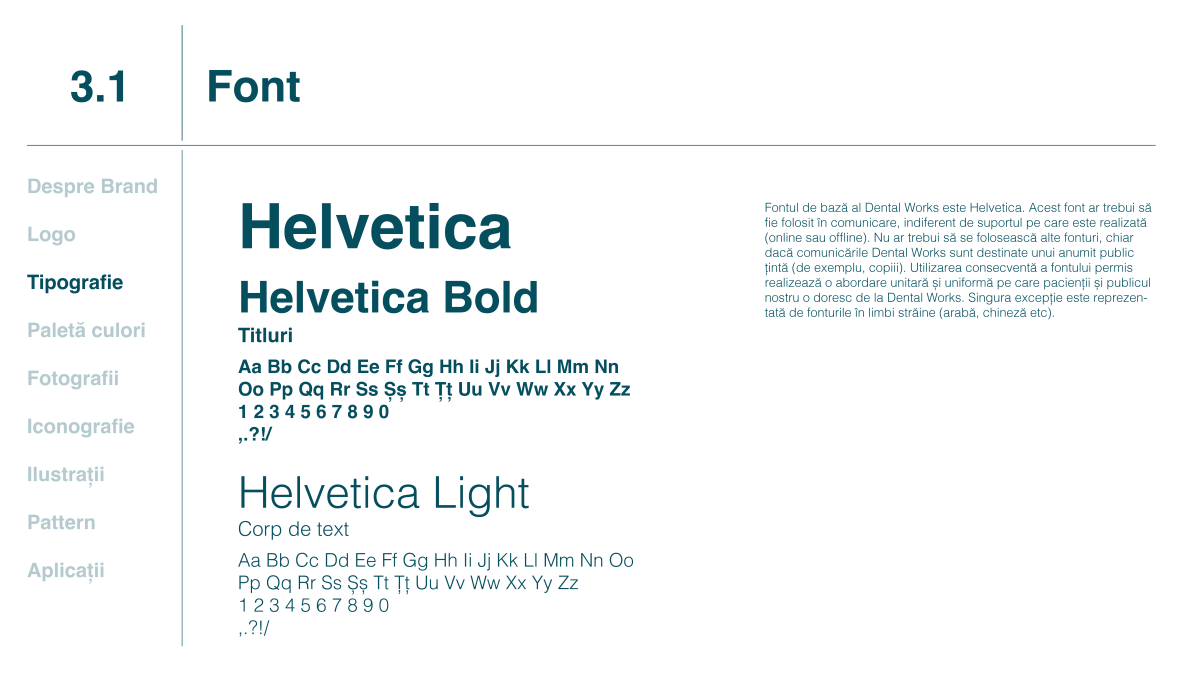 3.1
Font
Despre Brand
Logo
Tipografie
Paletă culori
Fotografii
Iconografie
Ilustrații
Pattern
Aplicații
Helvetica
Helvetica Bold
Titluri
Aa Bb Cc Dd Ee Ff Gg Hh Ii Jj Kk Ll Mm Nn
Oo Pp Qq Rr Ss Șș Tt Țț Uu Vv Ww Xx Yy Zz
1 2 3 4 5 6 7 8 9 0
,.?!/
Helvetica Light
Corp de text
Aa Bb Cc Dd Ee Ff Gg Hh Ii Jj Kk Ll Mm Nn Oo
Pp Qq Rr Ss Șș Tt Țț Uu Vv Ww Xx Yy Zz
1 2 3 4 5 6 7 8 9 0
,.?!/
Fontul de bază al Dental Works este Helvetica. Acest font ar trebui să
fie folosit în comunicare, indiferent de suportul pe care este realizată
(online sau offline). Nu ar trebui să se folosească alte fonturi, chiar
dacă comunicările Dental Works sunt destinate unui anumit public
țintă (de exemplu, copiii). Utilizarea consecventă a fontului permis
realizează o abordare unitară și uniformă pe care pacienții și publicul
nostru o doresc de la Dental Works. Singura excepție este reprezen-
tată de fonturile în limbi străine (arabă, chineză etc).